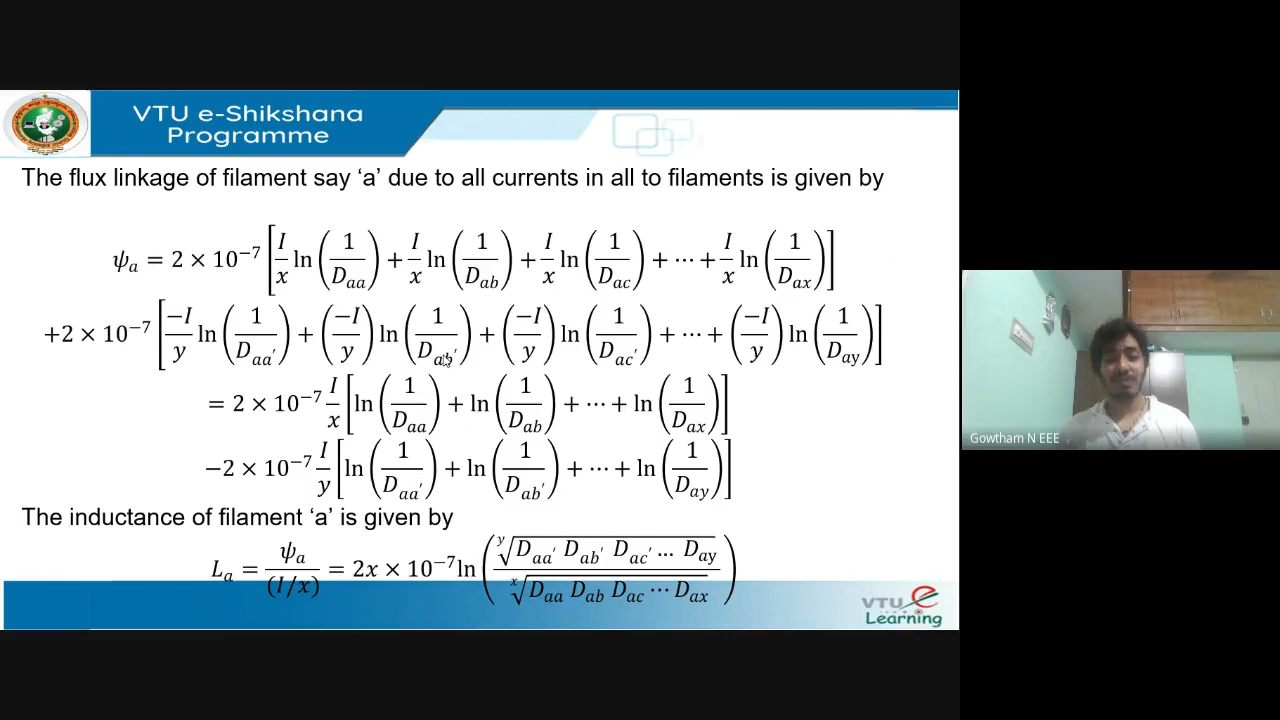 VTU e-Shikshana
Programme
The flux linkage of filament say ‘a’ due to all currents in all to filaments is given by
ψₐ = 2 × 10⁻⁷ [ I/x ln (1/D_aa) + I/x ln (1/D_ab) + I/x ln (1/D_ac) + ⋯ + I/x ln (1/D_ax) ]
+2 × 10⁻⁷ [ −I/y ln (1/D_aa′) + (−I/y) ln (1/D_ab′) + (−I/y) ln (1/D_ac′) + ⋯ + (−I/y) ln (1/D_ay) ]
= 2 × 10⁻⁷ I/x [ ln (1/D_aa) + ln (1/D_ab) + ⋯ + ln (1/D_ax) ]
−2 × 10⁻⁷ I/y [ ln (1/D_aa′) + ln (1/D_ab′) + ⋯ + ln (1/D_ay) ]
The inductance of filament ‘a’ is given by
Lₐ = ψₐ/(I/x) = 2x × 10⁻⁷ ln ( ʸ√(D_aa′ D_ab′ D_ac′ … D_ay) / ˣ√(D_aa D_ab D_ac ⋯ D_ax) )
VTU e
Learning
Gowtham N EEE